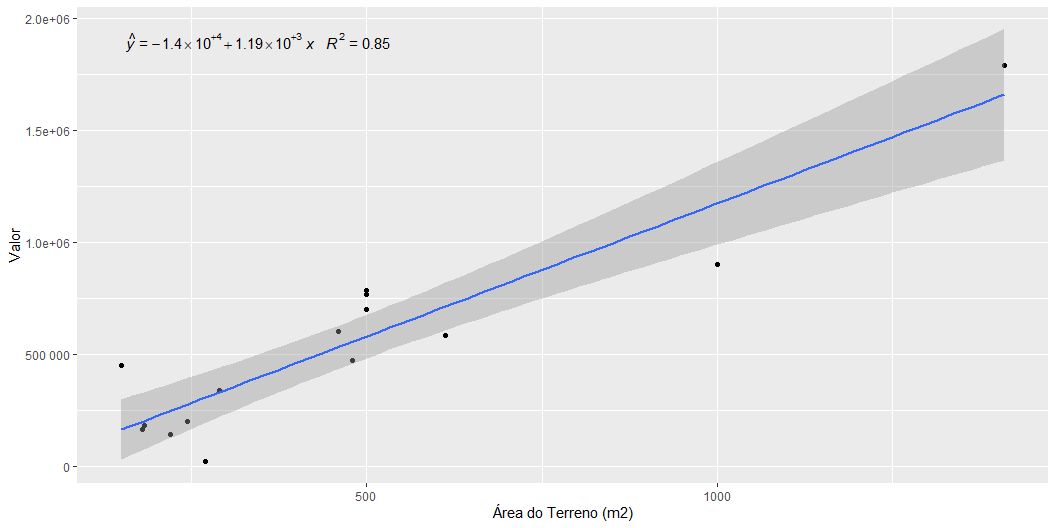 ŷ = −1.4 × 10⁺⁴ + 1.19 × 10⁺³ x   R² = 0.85
2.0e+06
1.5e+06
1.0e+06
500 000
0
Valor
500 1000
Área do Terreno (m2)